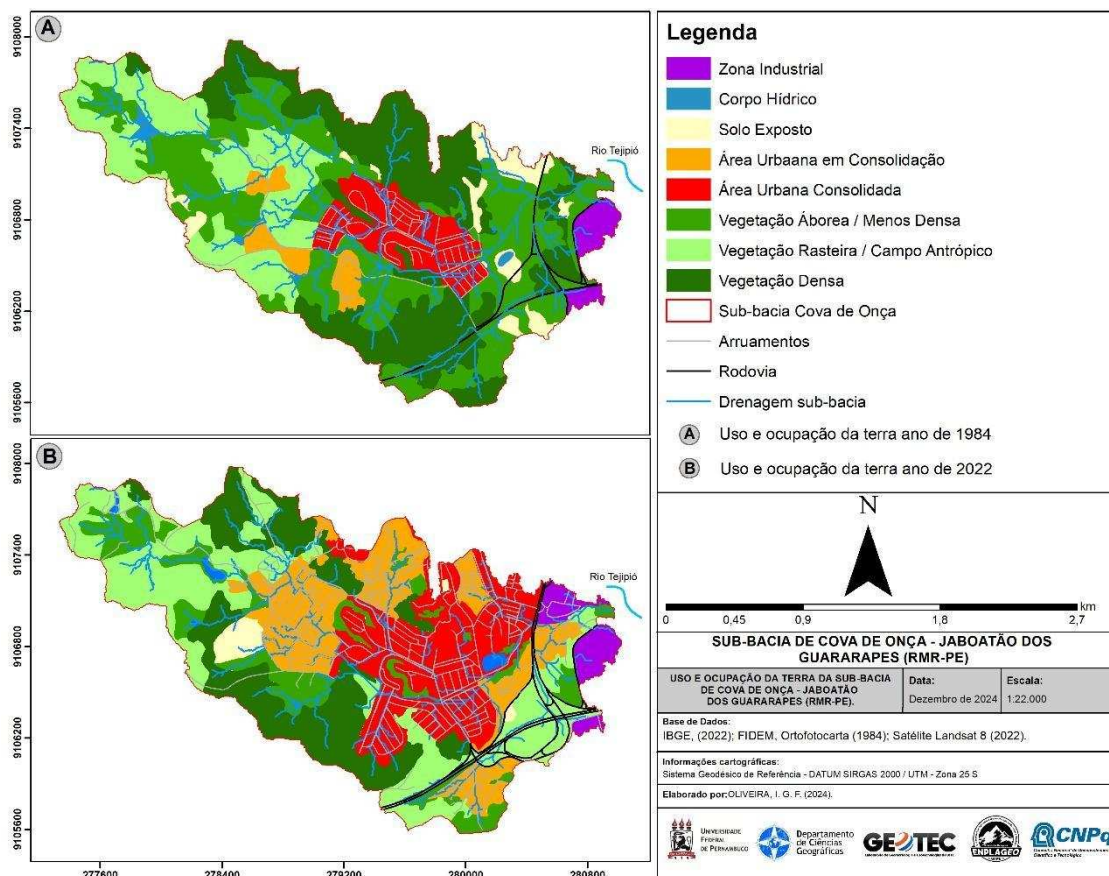 A
9108000
9107400
9106800
9106200
9105600
Rio Tejipió
B
9108000
9107400
9106800
9106200
9105600
Rio Tejipió
277600
278400
279200
280000
280800
Legenda
Zona Industrial
Corpo Hídrico
Solo Exposto
Área Urbaana em Consolidação
Área Urbana Consolidada
Vegetação Áborea / Menos Densa
Vegetação Rasteira / Campo Antrópico
Vegetação Densa
Sub-bacia Cova de Onça
Arruamentos
Rodovia
Drenagem sub-bacia
A Uso e ocupação da terra ano de 1984
B Uso e ocupação da terra ano de 2022
N
km
0 0,45 0,9 1,8 2,7
SUB-BACIA DE COVA DE ONÇA - JABOATÃO DOS
GUARARAPES (RMR-PE)
USO E OCUPAÇÃO DA TERRA DA SUB-BACIA
DE COVA DE ONÇA - JABOATÃO
DOS GUARARAPES (RMR-PE).
Data:
Dezembro de 2024
Escala:
1:22.000
Base de Dados:
IBGE, (2022); FIDEM, Ortofotocarta (1984); Satélite Landsat 8 (2022).
Informações cartográficas:
Sistema Geodésico de Referência - DATUM SIRGAS 2000 / UTM - Zona 25 S
Elaborado por:OLIVEIRA, I. G. F. (2024).
UNIVERSIDADE
FEDERAL
DE PERNAMBUCO
Departamento
de Ciências
Geográficas
GEOTEC
ENPLAGEO
CNPq